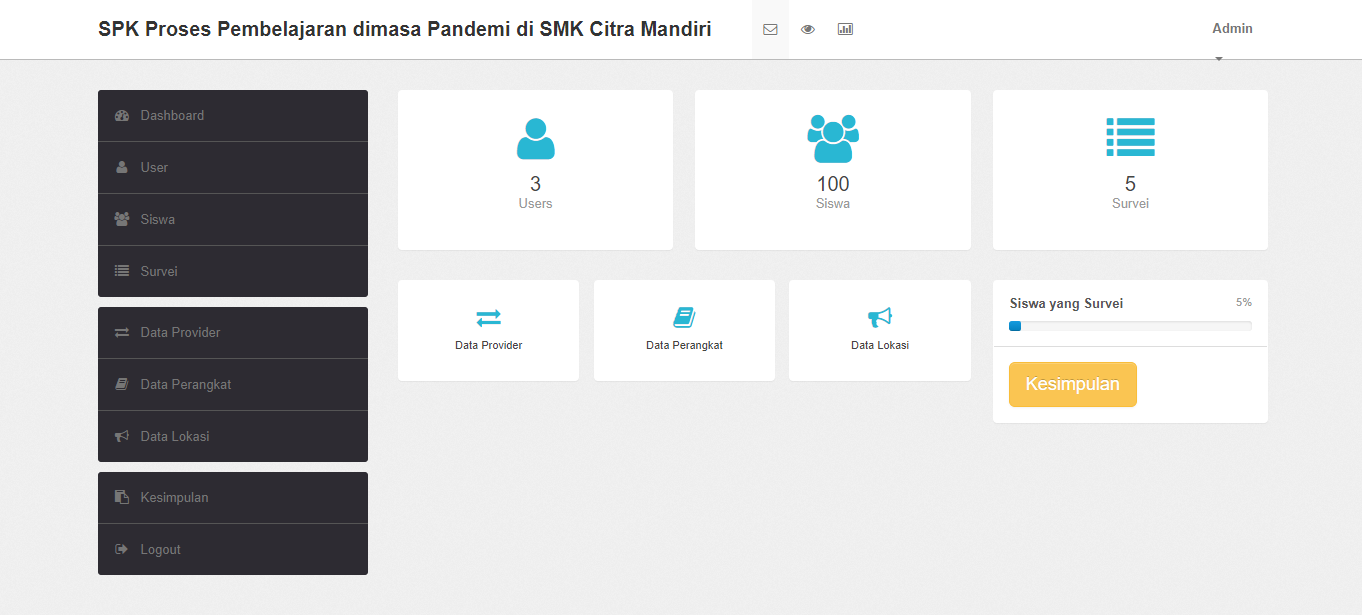 SPK Proses Pembelajaran dimasa Pandemi di SMK Citra Mandiri
Admin
Dashboard
User
Siswa
Survei
Data Provider
Data Perangkat
Data Lokasi
Kesimpulan
Logout
3
Users
100
Siswa
5
Survei
Data Provider
Data Perangkat
Data Lokasi
Siswa yang Survei 5%
Kesimpulan